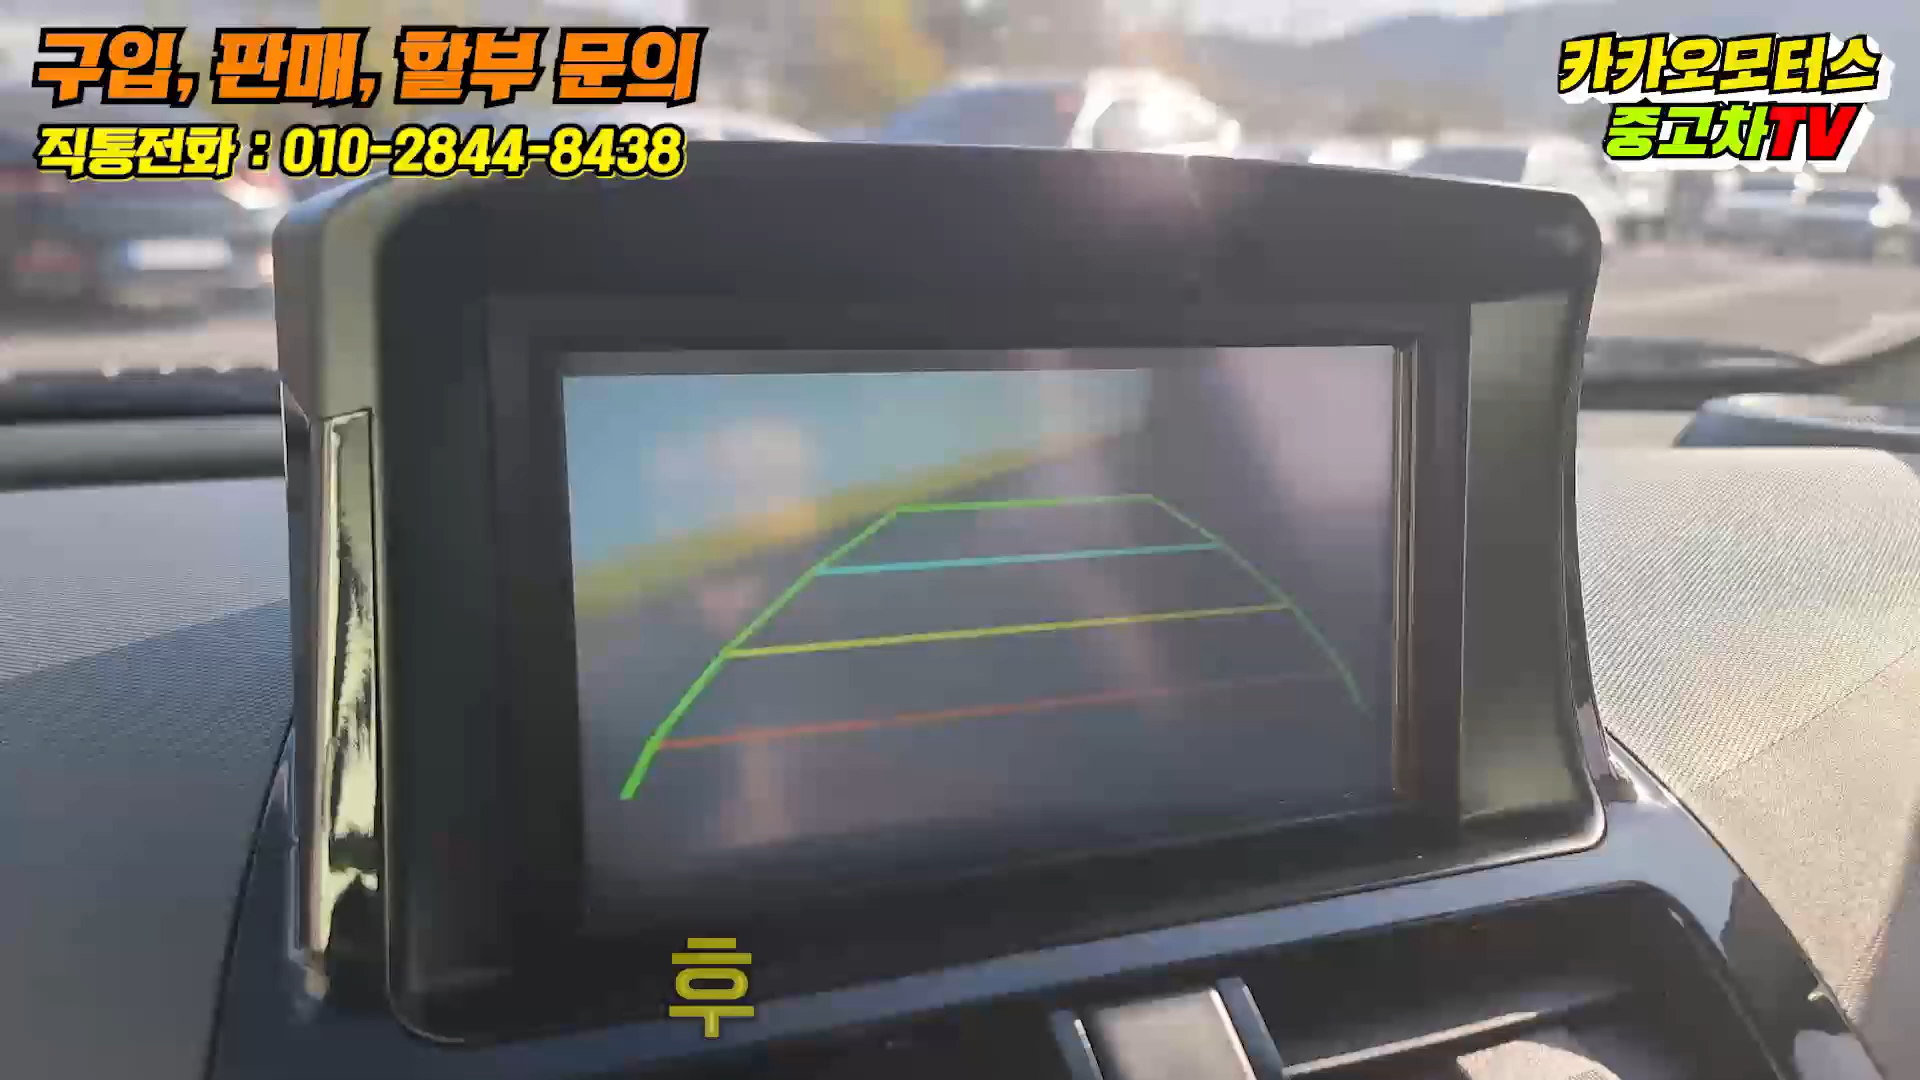 구입, 판매, 할부 문의
직통전화 : 010-2844-8438
카카오모터스
중고차TV
후